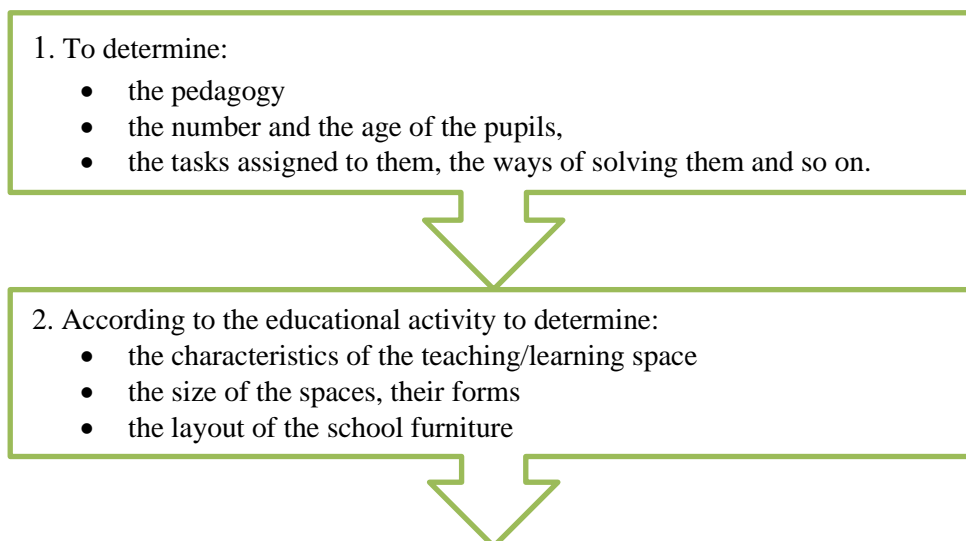 1. To determine:
• the pedagogy
• the number and the age of the pupils,
• the tasks assigned to them, the ways of solving them and so on.
2. According to the educational activity to determine:
• the characteristics of the teaching/learning space
• the size of the spaces, their forms
• the layout of the school furniture